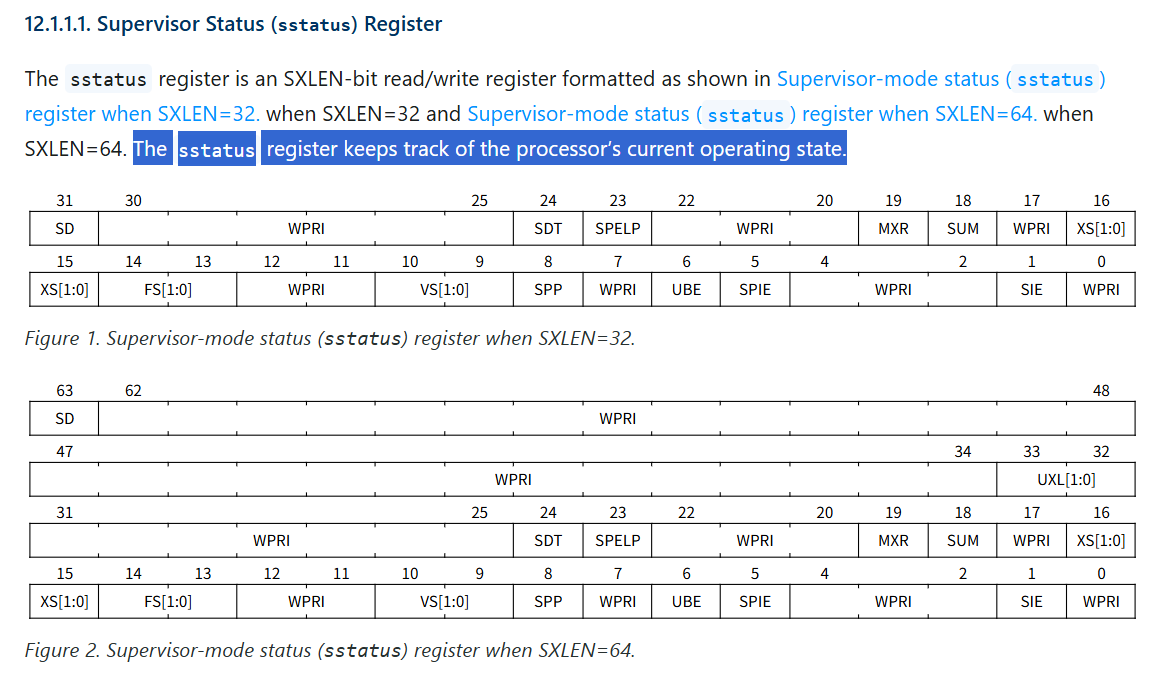 12.1.1.1. Supervisor Status (sstatus) Register
The sstatus register is an SXLEN-bit read/write register formatted as shown in Supervisor-mode status (sstatus)
register when SXLEN=32. when SXLEN=32 and Supervisor-mode status (sstatus) register when SXLEN=64. when
SXLEN=64. The sstatus register keeps track of the processor’s current operating state.
31 30 25 24 23 22 20 19 18 17 16
SD WPRI SDT SPELP WPRI MXR SUM WPRI XS[1:0]
15 14 13 12 11 10 9 8 7 6 5 4 2 1 0
XS[1:0] FS[1:0] WPRI VS[1:0] SPP WPRI UBE SPIE WPRI SIE WPRI
Figure 1. Supervisor-mode status (sstatus) register when SXLEN=32.
63 62 48
SD WPRI
47 34 33 32
WPRI UXL[1:0]
31 25 24 23 22 20 19 18 17 16
WPRI SDT SPELP WPRI MXR SUM WPRI XS[1:0]
15 14 13 12 11 10 9 8 7 6 5 4 2 1 0
XS[1:0] FS[1:0] WPRI VS[1:0] SPP WPRI UBE SPIE WPRI SIE WPRI
Figure 2. Supervisor-mode status (sstatus) register when SXLEN=64.